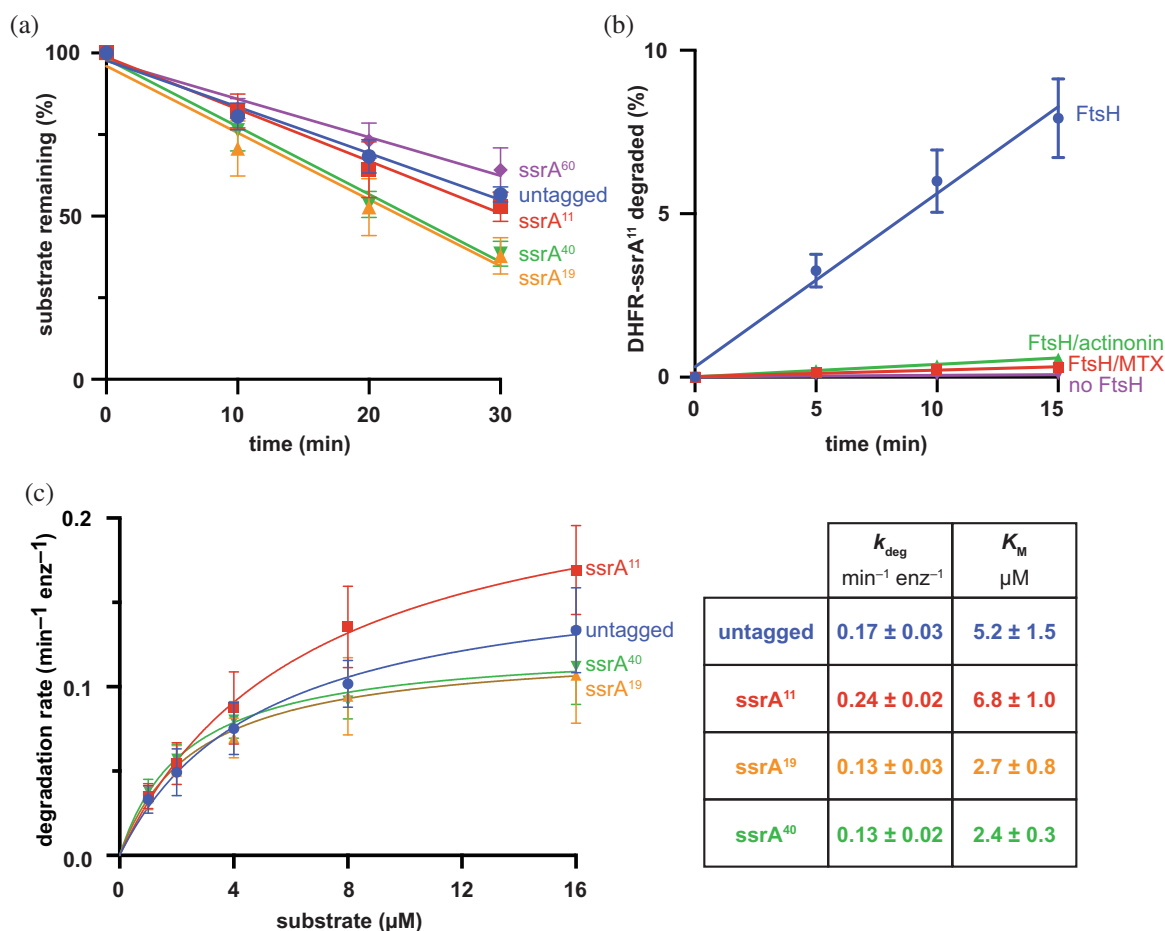 (a)
100
50
0
substrate remaining (%)
0 10 20 30
time (min)
ssrA⁶⁰
untagged
ssrA¹¹
ssrA⁴⁰
ssrA¹⁹
(b)
10
5
0
DHFR-ssrA¹¹ degraded (%)
0 5 10 15
time (min)
FtsH
FtsH/actinonin
FtsH/MTX
no FtsH
(c)
0.2
0.1
0.0
degradation rate (min⁻¹ enz⁻¹)
0 4 8 12 16
substrate (µM)
ssrA¹¹
untagged
ssrA⁴⁰
ssrA¹⁹
k_deg K_M
min⁻¹ enz⁻¹ µM
untagged 0.17 ± 0.03 5.2 ± 1.5
ssrA¹¹ 0.24 ± 0.02 6.8 ± 1.0
ssrA¹⁹ 0.13 ± 0.03 2.7 ± 0.8
ssrA⁴⁰ 0.13 ± 0.02 2.4 ± 0.3